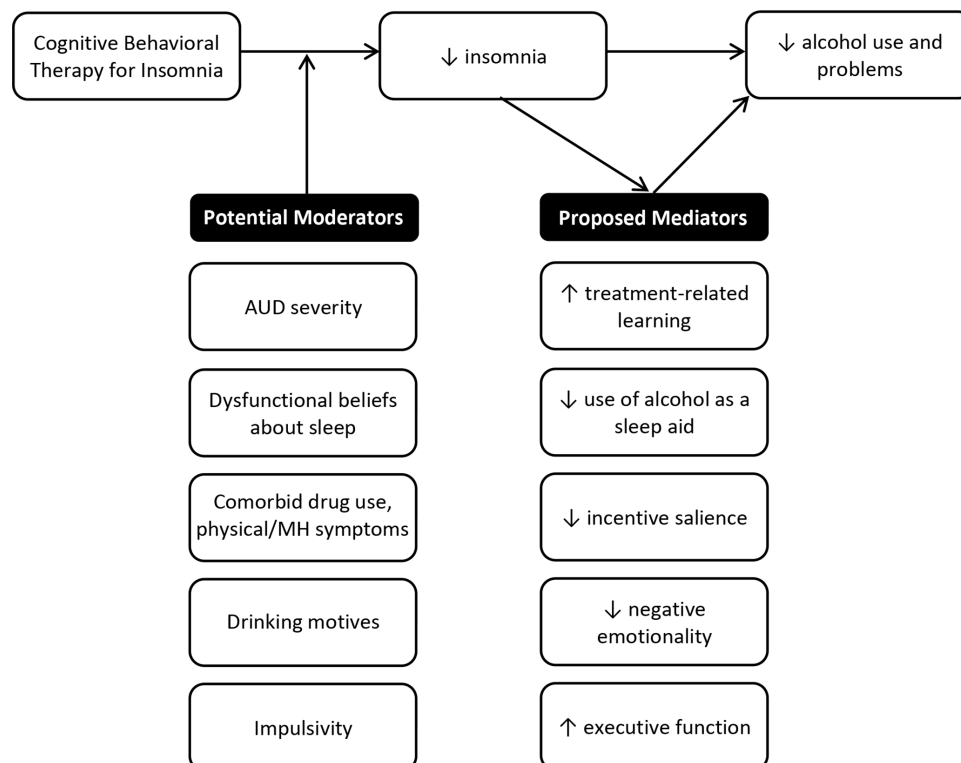 Cognitive Behavioral
Therapy for Insomnia
↓ insomnia
↓ alcohol use and
problems
Potential Moderators
AUD severity
Dysfunctional beliefs
about sleep
Comorbid drug use,
physical/MH symptoms
Drinking motives
Impulsivity
Proposed Mediators
↑ treatment-related
learning
↓ use of alcohol as a
sleep aid
↓ incentive salience
↓ negative
emotionality
↑ executive function